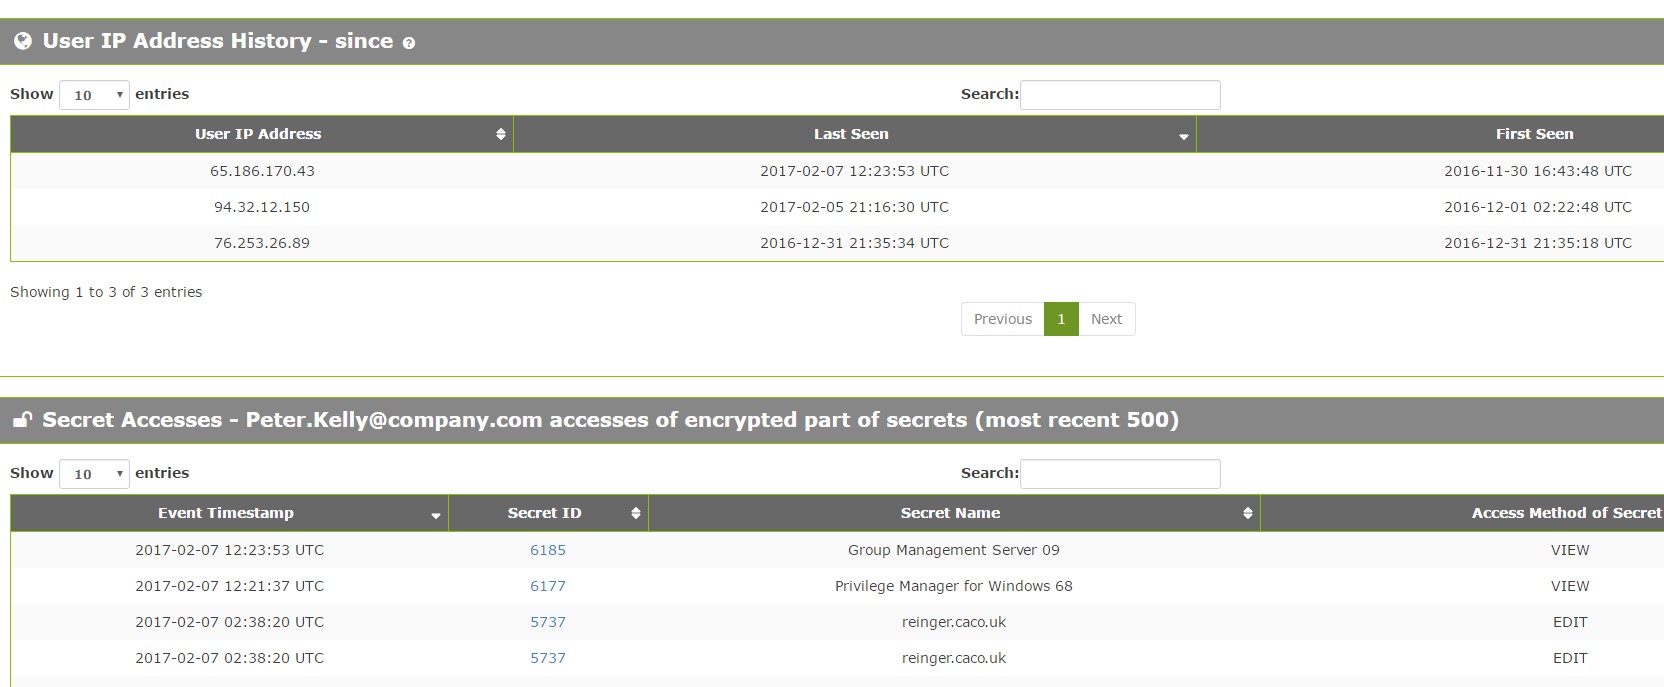 User IP Address History - since
Show 10 entries Search:
User IP Address Last Seen First Seen
65.186.170.43 2017-02-07 12:23:53 UTC 2016-11-30 16:43:48 UTC
94.32.12.150 2017-02-05 21:16:30 UTC 2016-12-01 02:22:48 UTC
76.253.26.89 2016-12-31 21:35:34 UTC 2016-12-31 21:35:18 UTC
Showing 1 to 3 of 3 entries
Previous 1 Next
Secret Accesses - Peter.Kelly@company.com accesses of encrypted part of secrets (most recent 500)
Show 10 entries Search:
Event Timestamp Secret ID Secret Name Access Method of Secret
2017-02-07 12:23:53 UTC 6185 Group Management Server 09 VIEW
2017-02-07 12:21:37 UTC 6177 Privilege Manager for Windows 68 VIEW
2017-02-07 02:38:20 UTC 5737 reinger.caco.uk EDIT
2017-02-07 02:38:20 UTC 5737 reinger.caco.uk EDIT